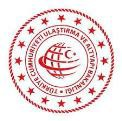 TÜRKİYE CUMHURİYETİ ULAŞTIRMA VE ALTYAPI BAKANLIĞI